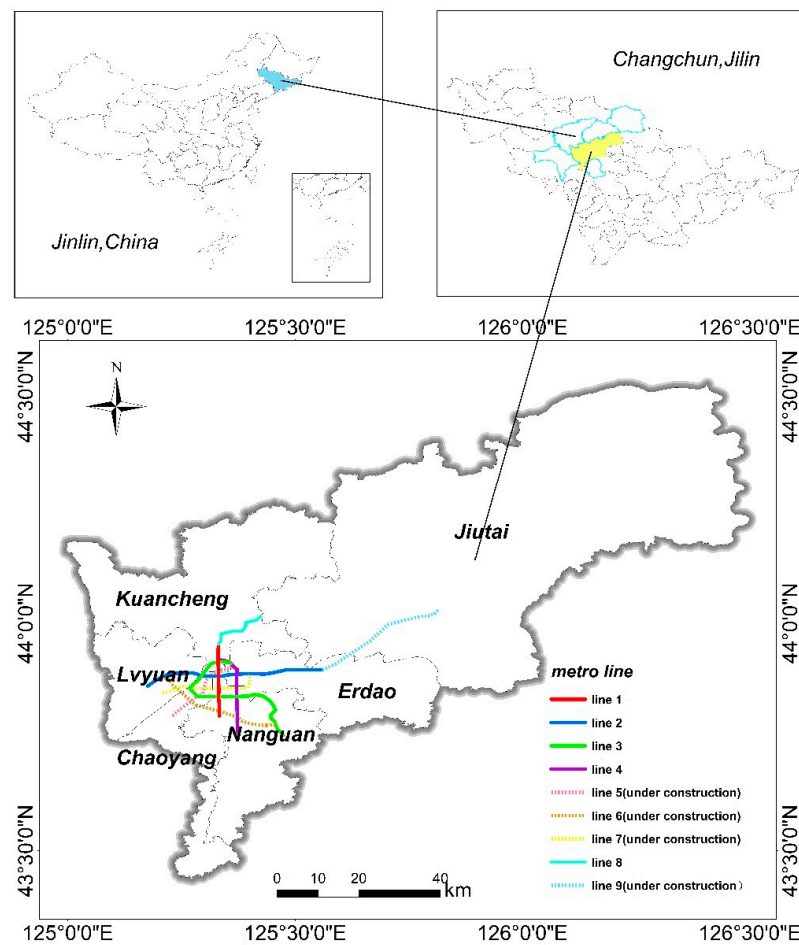 Changchun,Jilin
Jinlin,China
125°0'0"E 125°30'0"E 126°0'0"E 126°30'0"E
44°30'0"N
44°30'0"N
N
Jiutai
Kuancheng
44°0'0"N
44°0'0"N
Lvyuan
Erdao
Nanguan
Chaoyang
metro line
line 1
line 2
line 3
line 4
line 5(under construction)
line 6(under construction)
line 7(under construction)
line 8
line 9(under construction）
43°30'0"N
43°30'0"N
0 10 20 40
km
125°0'0"E 125°30'0"E 126°0'0"E 126°30'0"E